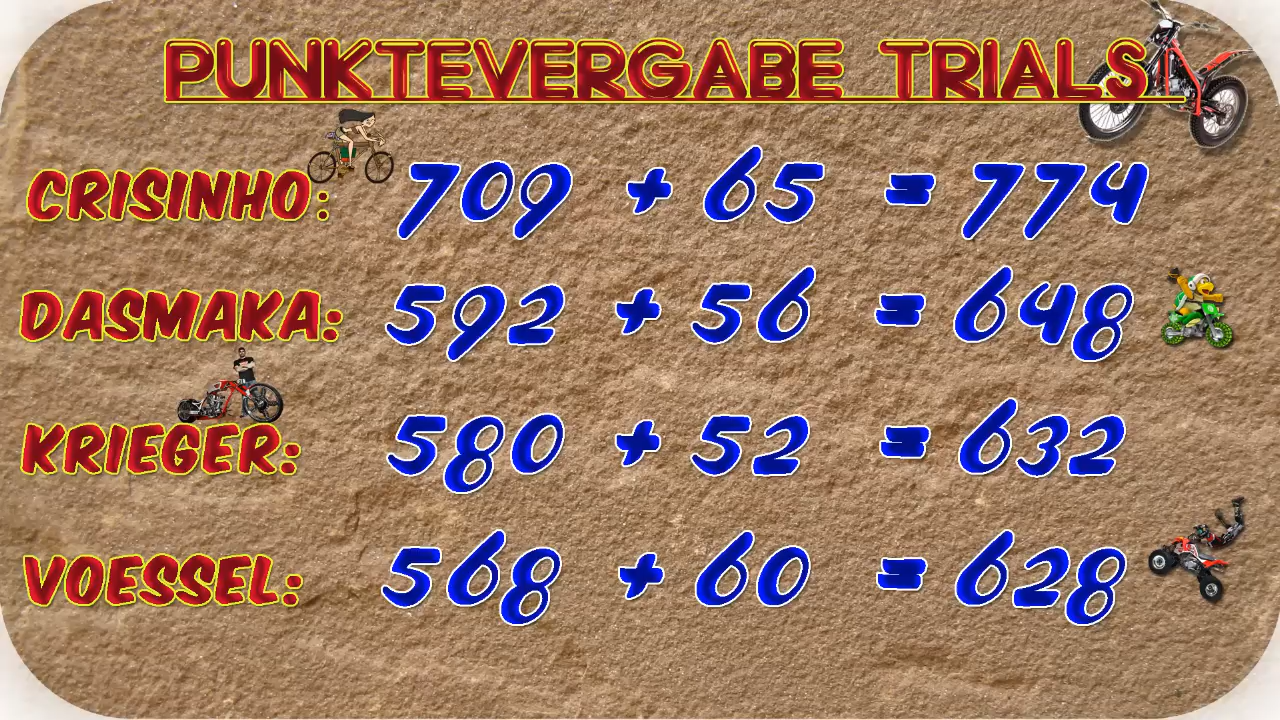 PUNKTEVERGABE TRIALS
CRISINHO: 709 + 65 = 774
DASMAKA: 592 + 56 = 648
KRIEGER: 580 + 52 = 632
VOESSEL: 568 + 60 = 628